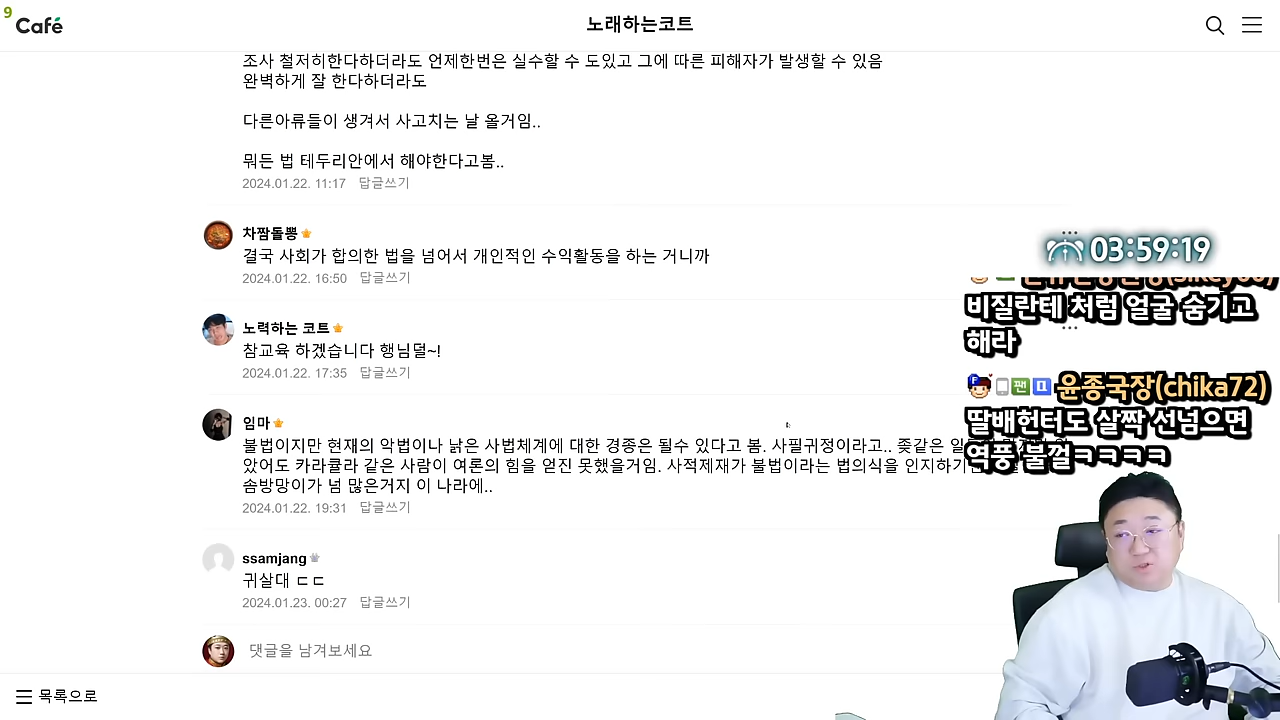 9
Café
노래하는코트
조사 철저히한다하더라도 언제한번은 실수할 수 도있고 그에 따른 피해자가 발생할 수 있음
완벽하게 잘 한다하더라도
다른아류들이 생겨서 사고치는 날 올거임..
뭐든 법 테두리안에서 해야한다고봄..
2024.01.22. 11:17 답글쓰기
차짬돌뽕
결국 사회가 합의한 법을 넘어서 개인적인 수익활동을 하는 거니까
2024.01.22. 16:50 답글쓰기
노력하는 코트
참교육 하겠습니다 행님덜~!
2024.01.22. 17:35 답글쓰기
임마
불법이지만 현재의 악법이나 낡은 사법체계에 대한 경종은 될수 있다고 봄. 사필귀정이라고.. 좆같은
았어도 카라큘라 같은 사람이 여론의 힘을 얻진 못했을거임. 사적제재가 불법이라는 법의식을
솜방망이가 넘 많은거지 이 나라에..
2024.01.22. 19:31 답글쓰기
ssamjang
귀살대 ㄷㄷ
2024.01.23. 00:27 답글쓰기
댓글을 남겨보세요
목록으로
03:59:19
비질란테 처럼 얼굴 숨기고
해라
팬 윤종국장(chika72)
딸배헌터도 살짝 선넘으면
역풍 불껄ㅋㅋㅋㅋ